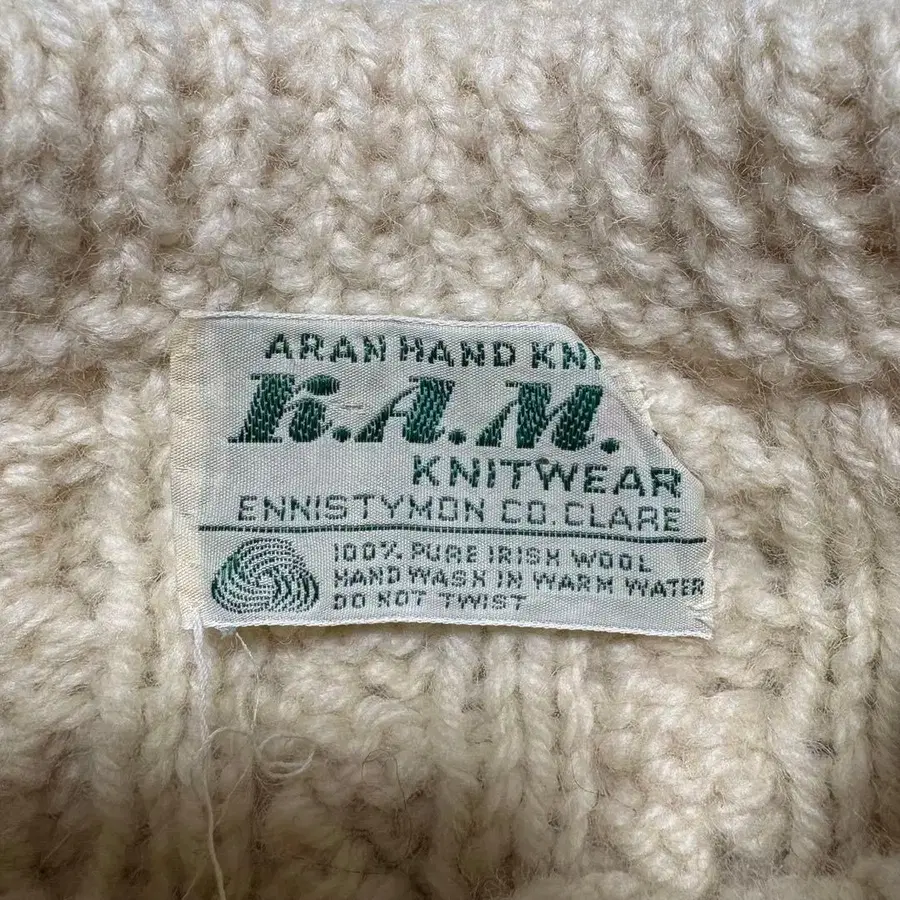 ARAN HAND KNI
K.A.M.
KNITWEAR
ENNISTYMON CO. CLARE
100% PURE IRISH WOOL
HAND WASH IN WARM WATER
DO NOT TWIST